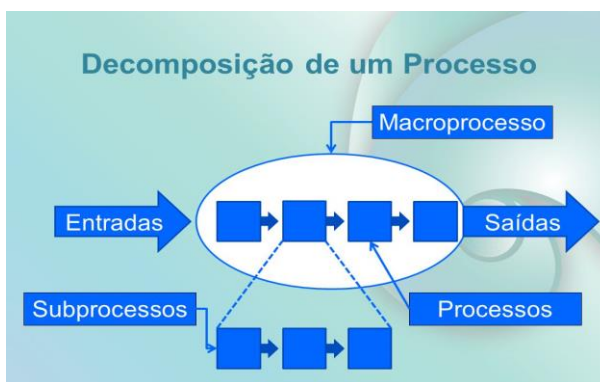 Decomposição de um Processo
Macroprocesso
Entradas
Saídas
Subprocessos
Processos